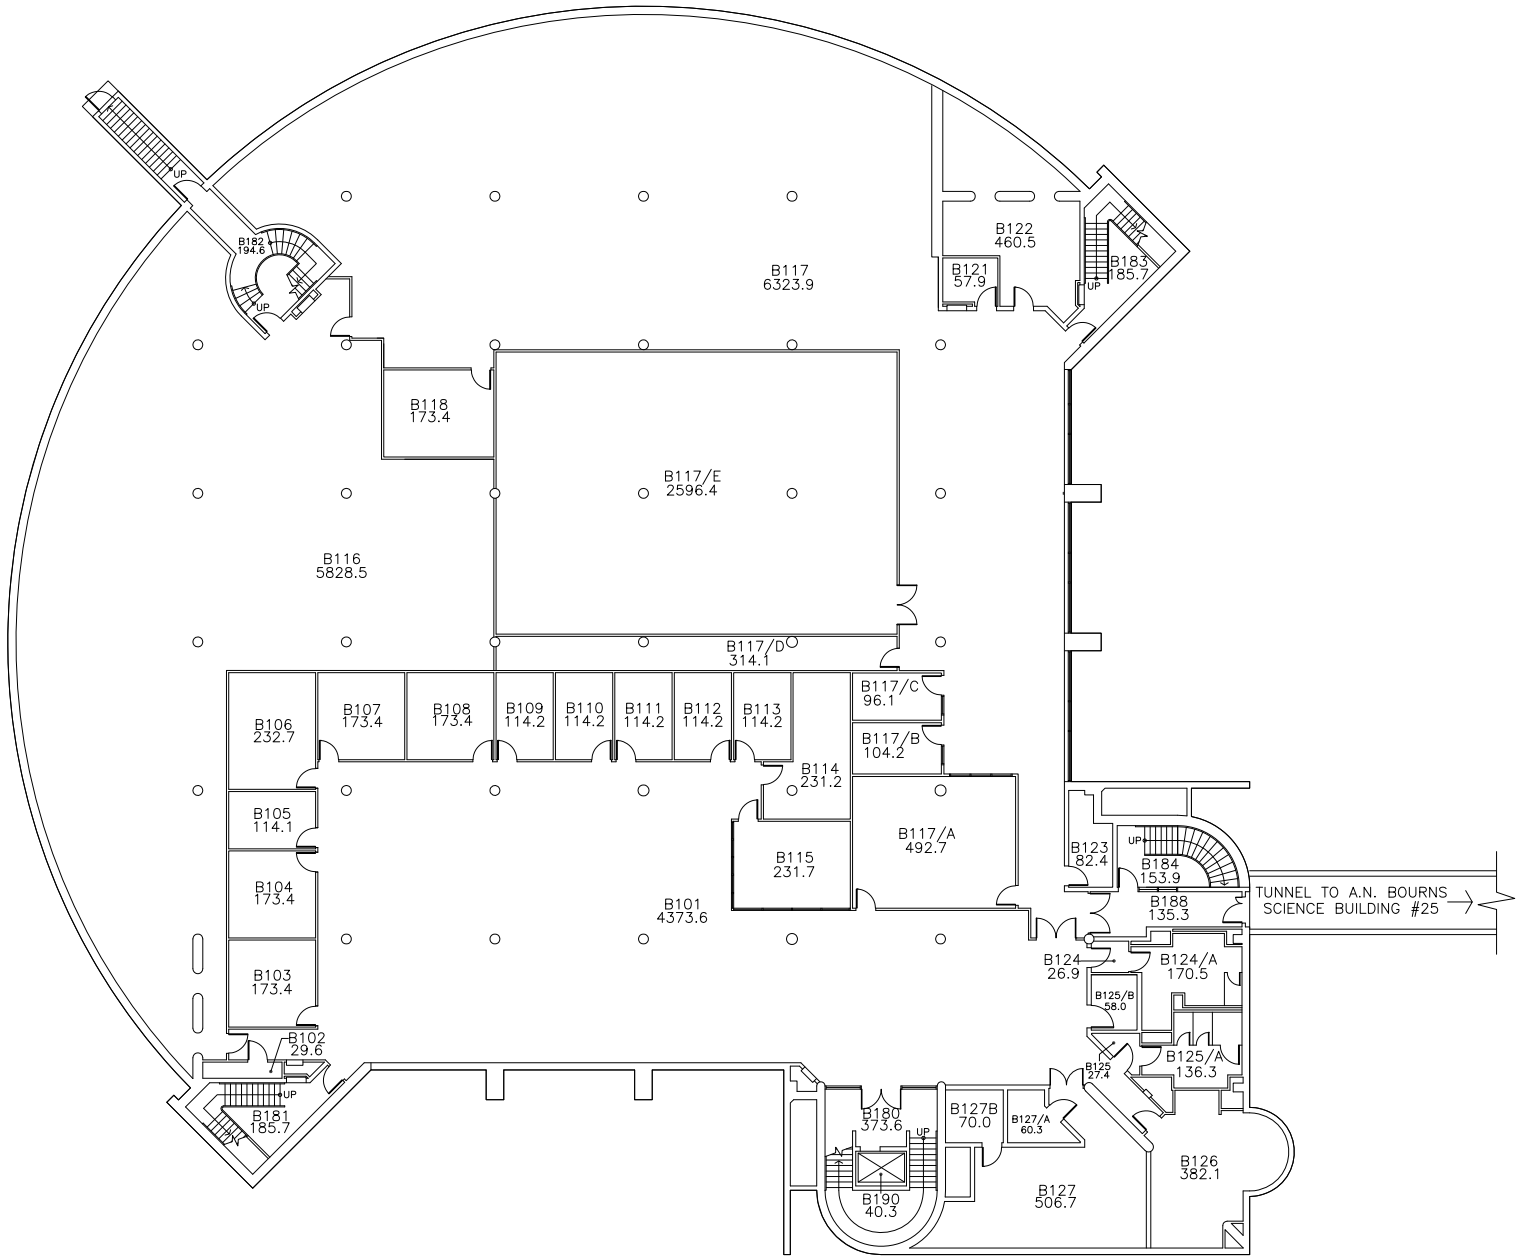 UP
B182
194.6
UP
B117
6323.9
B122
460.5
B121
57.9
B183
185.7
UP
B118
173.4
B117/E
2596.4
B116
5828.5
B117/D
314.1
B117/C
96.1
B106
232.7
B107
173.4
B108
173.4
B109
114.2
B110
114.2
B111
114.2
B112
114.2
B113
114.2
B117/B
104.2
B114
231.2
B105
114.1
B115
231.7
B117/A
492.7
B123
82.4
UP
B184
153.9
B104
173.4
B101
4373.6
B188
135.3
TUNNEL TO A.N. BOURNS
SCIENCE BUILDING #25
B103
173.4
B124
26.9
B124/A
170.5
B125/B
58.0
B102
29.6
B125
27.4
B125/A
136.3
UP
B181
185.7
B180
373.6
UP
B127B
70.0
B127/A
60.3
B126
382.1
B190
40.3
B127
506.7